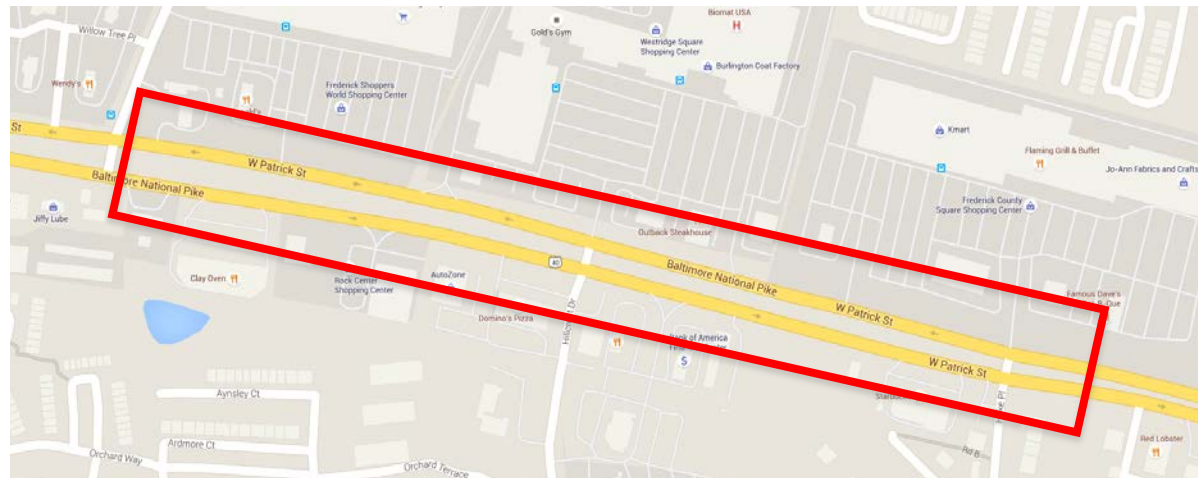 Willow Tree Pl
Wendy's
St
Frederick Shoppers
World Shopping Center
Gold's Gym
Biomat USA
H
Westridge Square
Shopping Center
Burlington Coat Factory
Kmart
Flaming Grill & Buffet
Jo-Ann Fabrics and Crafts
Frederick County
Square Shopping Center
W Patrick St
Baltimore National Pike
Jiffy Lube
Clay Oven
Rock Center
Shopping Center
AutoZone
Domino's Pizza
40
Outback Steakhouse
Hillcrest Dr
Baltimore National Pike
W Patrick St
Famous Dave's
Que
Bank of America
Center
$
W Patrick St
Pl
Rd B
Red Lobster
Aynsley Ct
Ardmore Ct
Orchard Way
Orchard Terrace